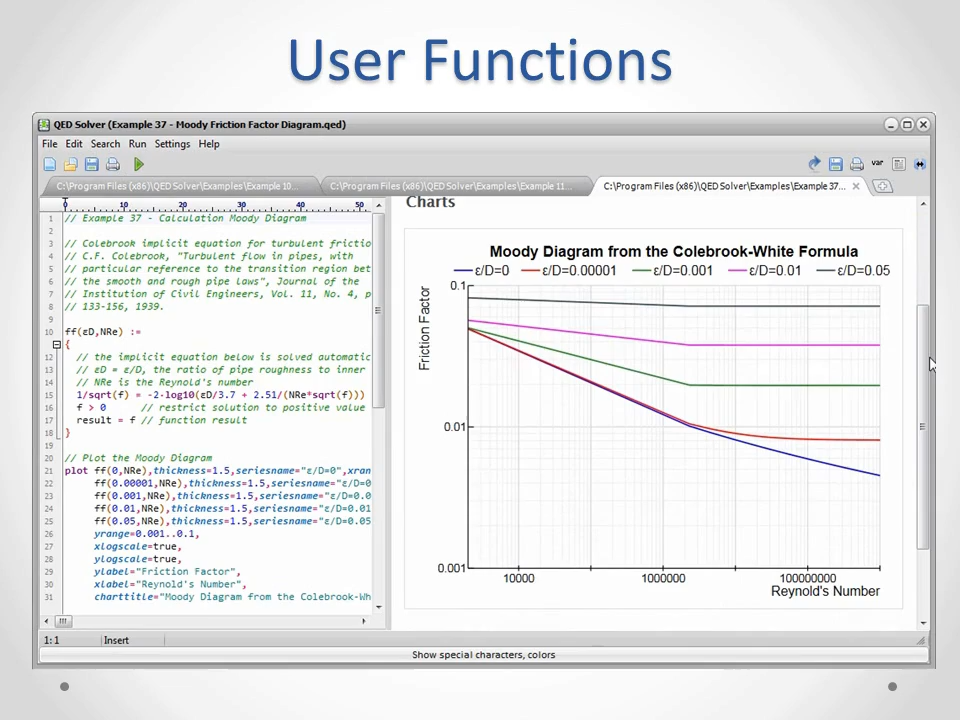 User Functions
QED Solver (Example 37 - Moody Friction Factor Diagram.qed)
File Edit Search Run Settings Help
var
C:\Program Files (x86)\QED Solver\Examples\Example 10...
C:\Program Files (x86)\QED Solver\Examples\Example 11...
C:\Program Files (x86)\QED Solver\Examples\Example 37...
0 10 20 30 40 50
1 // Example 37 - Calculation Moody Diagram
2
3 // Colebrook implicit equation for turbulent frictio
4 // C.F. Colebrook, "Turbulent flow in pipes, with
5 // particular reference to the transition region bet
6 // the smooth and rough pipe laws", Journal of the
7 // Institution of Civil Engineers, Vol. 11, No. 4, p
8 // 133-156, 1939.
9
10 ff(εD,NRe) :=
{
12 // the implicit equation below is solved automatic
13 // εD = ε/D, the ratio of pipe roughness to inner
14 // NRe is the Reynold's number
15 1/sqrt(f) = -2·log10(εD/3.7 + 2.51/(NRe*sqrt(f)))
16 f > 0 // restrict solution to positive value
17 result = f // function result
18 }
19
20 // Plot the Moody Diagram
21 plot ff(0,NRe),thickness=1.5,seriesname="ε/D=0",xran
22 ff(0.00001,NRe),thickness=1.5,seriesname="ε/D=0
23 ff(0.001,NRe),thickness=1.5,seriesname="ε/D=0.0
24 ff(0.01,NRe),thickness=1.5,seriesname="ε/D=0.01
25 ff(0.05,NRe),thickness=1.5,seriesname="ε/D=0.05
26 yrange=0.001..0.1,
27 xlogscale=true,
28 ylogscale=true,
29 ylabel="Friction Factor",
30 xlabel="Reynold's Number",
31 charttitle="Moody Diagram from the Colebrook-Wh
Charts
Moody Diagram from the Colebrook-White Formula
ε/D=0 ε/D=0.00001 ε/D=0.001 ε/D=0.01 ε/D=0.05
Friction Factor
0.1
0.01
0.001
10000 1000000 100000000
Reynold's Number
1:1 Insert
Show special characters, colors